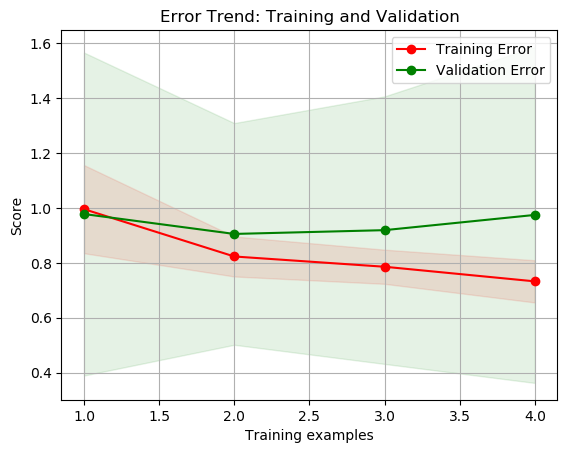 Error Trend: Training and Validation
Training Error
Validation Error
Score
1.6
1.4
1.2
1.0
0.8
0.6
0.4
1.0 1.5 2.0 2.5 3.0 3.5 4.0
Training examples